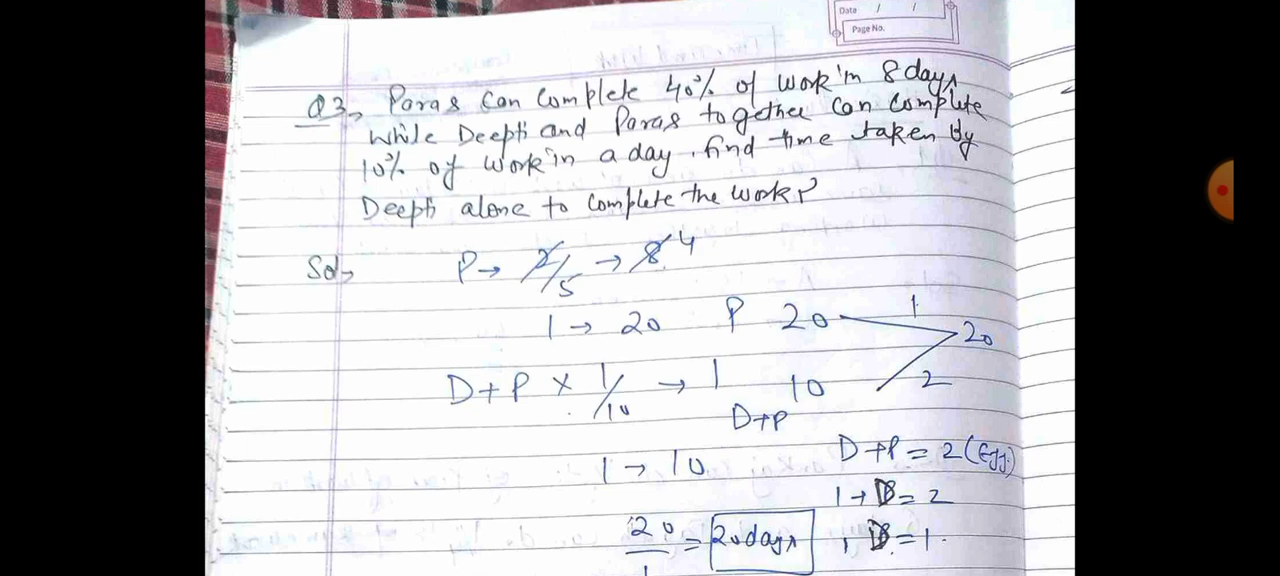 Date / /
Page No.
Q3, Paras can complete 40% of work in 8 days,
while Deepti and Paras together can complete
10% of work in a day. find time taken by
Deepti alone to complete the work?
Sol→ P → 2/5 → 8 4
1 → 20 P 20 1 20
D+P × 1/10 → 1 10 2
D+P
1 → 10 D+P = 2 (Eff.)
1 + D = 2
20/1 = 20 days , D = 1.